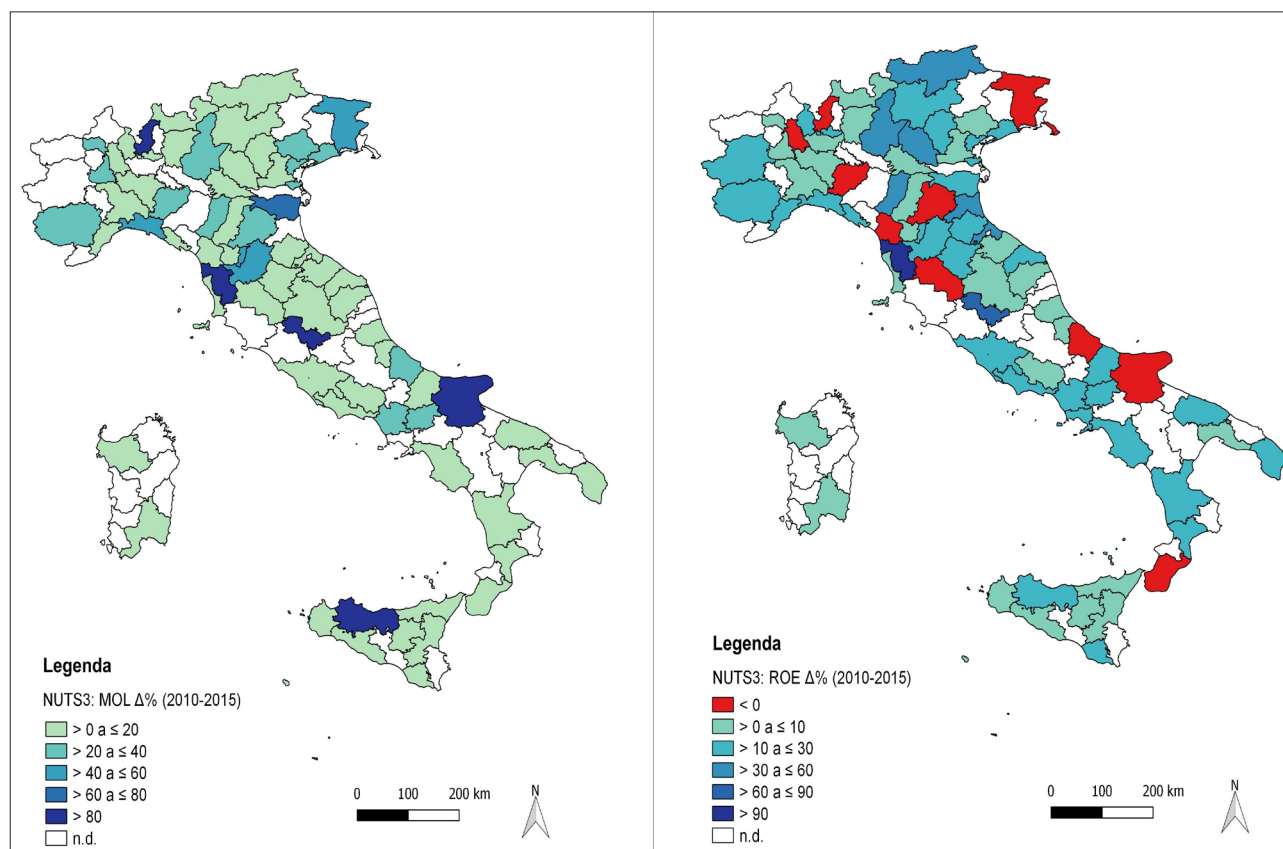 Legenda
NUTS3: MOL Δ% (2010-2015)
> 0 a ≤ 20
> 20 a ≤ 40
> 40 a ≤ 60
> 60 a ≤ 80
> 80
n.d.
0 100 200 km
N
Legenda
NUTS3: ROE Δ% (2010-2015)
< 0
> 0 a ≤ 10
> 10 a ≤ 30
> 30 a ≤ 60
> 60 a ≤ 90
> 90
n.d.
0 100 200 km
N